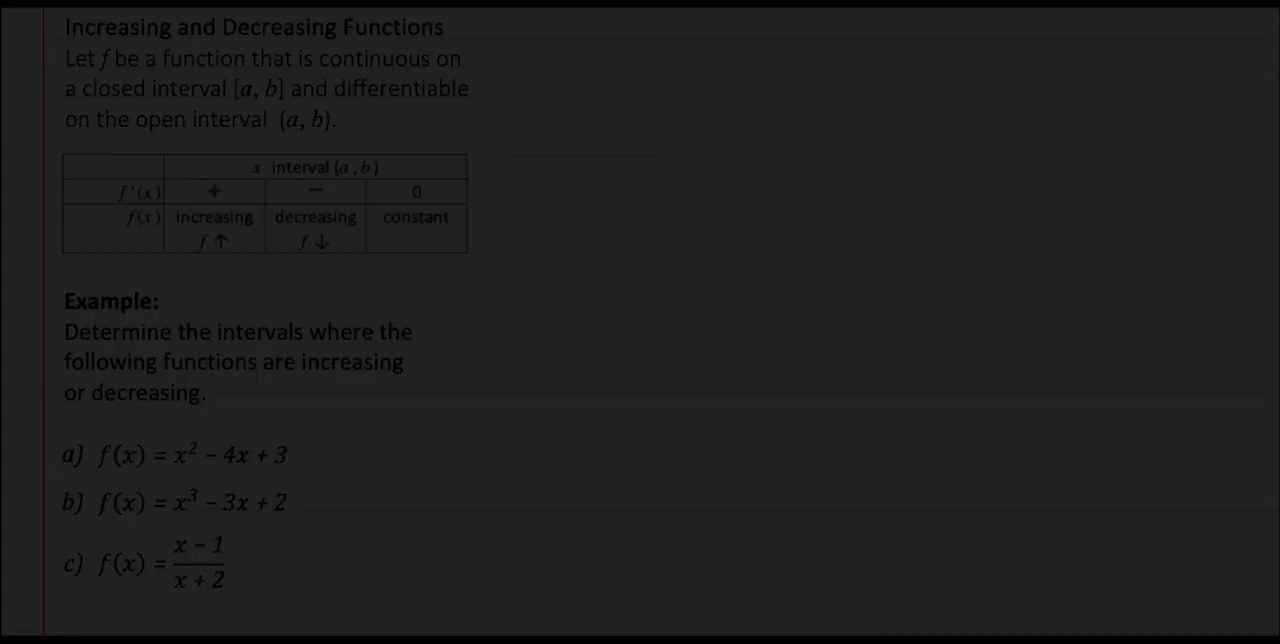 Increasing and Decreasing Functions
Let f be a function that is continuous on
a closed interval [a, b] and differentiable
on the open interval (a, b).
x interval (a, b)
f'(x) + − 0
f(x) increasing decreasing constant
f ↑ f ↓
Example:
Determine the intervals where the
following functions are increasing
or decreasing.
a) f(x) = x² − 4x + 3
b) f(x) = x³ − 3x + 2
c) f(x) = (x − 1)/(x + 2)